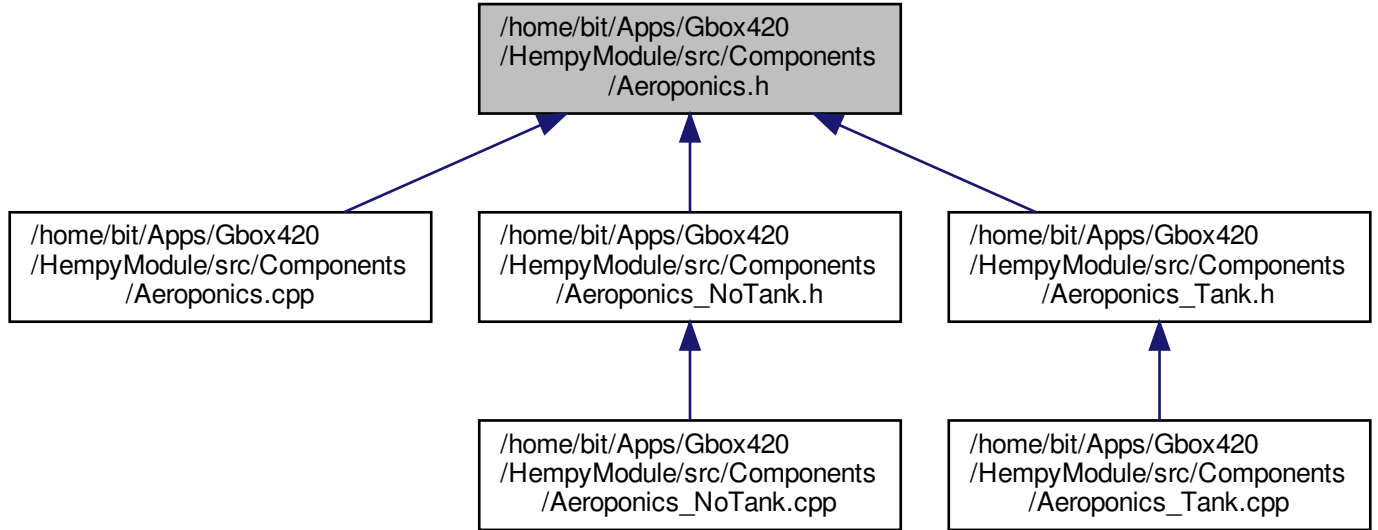 /home/bit/Apps/Gbox420
/HempyModule/src/Components
/Aeroponics.h
/home/bit/Apps/Gbox420
/HempyModule/src/Components
/Aeroponics.cpp
/home/bit/Apps/Gbox420
/HempyModule/src/Components
/Aeroponics_NoTank.h
/home/bit/Apps/Gbox420
/HempyModule/src/Components
/Aeroponics_Tank.h
/home/bit/Apps/Gbox420
/HempyModule/src/Components
/Aeroponics_NoTank.cpp
/home/bit/Apps/Gbox420
/HempyModule/src/Components
/Aeroponics_Tank.cpp